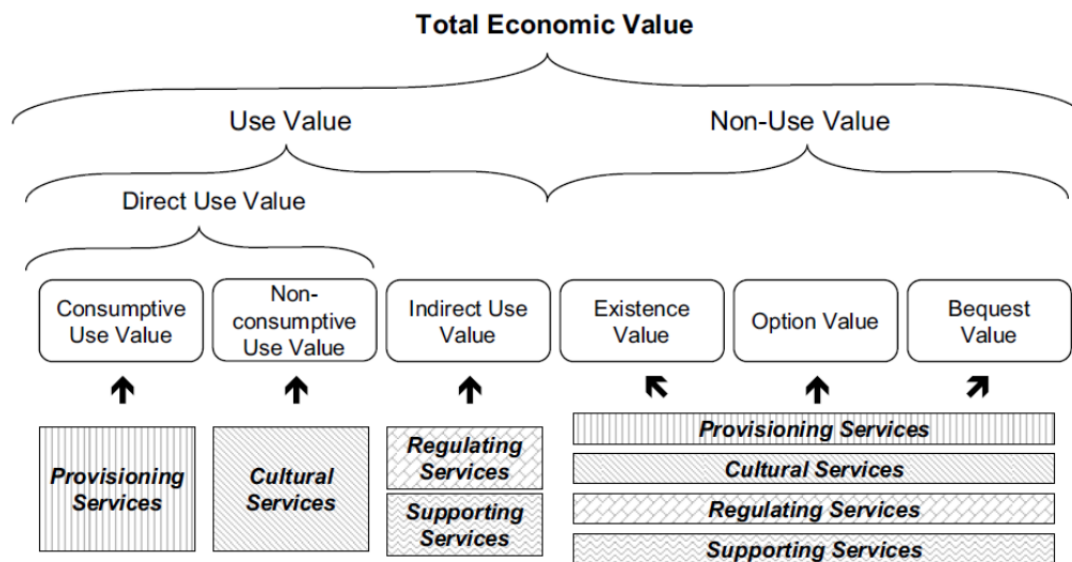 Total Economic Value
Use Value
Non-Use Value
Direct Use Value
Consumptive
Use Value
Non-
consumptive
Use Value
Indirect Use
Value
Existence
Value
Option Value
Bequest
Value
Provisioning
Services
Cultural
Services
Regulating
Services
Supporting
Services
Provisioning Services
Cultural Services
Regulating Services
Supporting Services